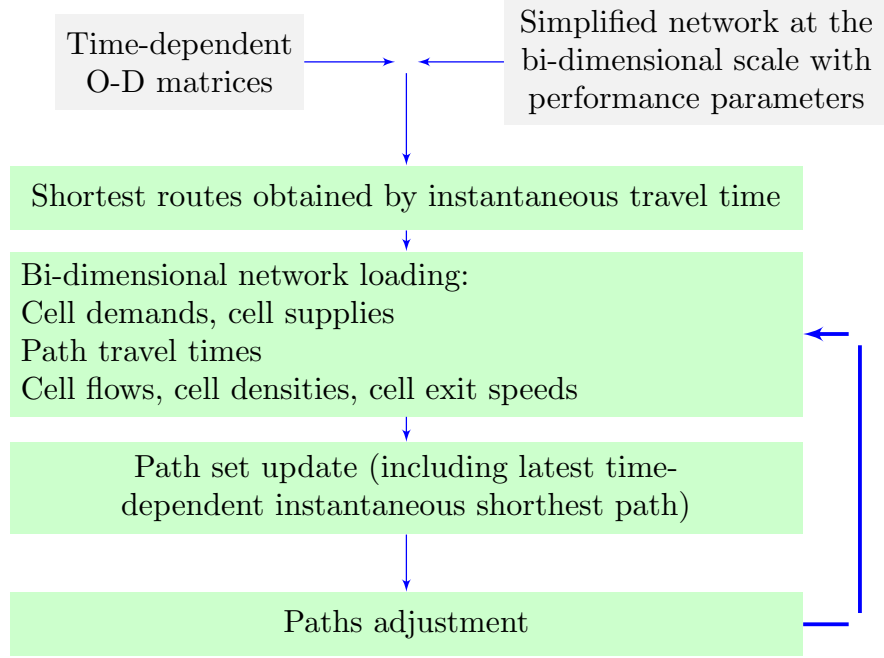 Time-dependent
O-D matrices
Simplified network at the
bi-dimensional scale with
performance parameters
Shortest routes obtained by instantaneous travel time
Bi-dimensional network loading:
Cell demands, cell supplies
Path travel times
Cell flows, cell densities, cell exit speeds
Path set update (including latest time-
dependent instantaneous shorthest path)
Paths adjustment